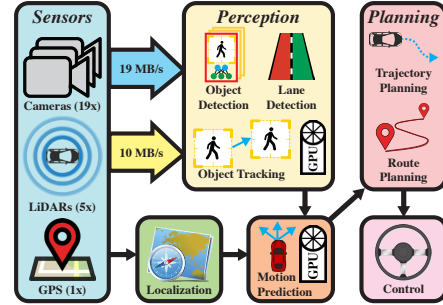 Sensors
Perception
Planning
Cameras (19x)
19 MB/s
Object
Detection
Lane
Detection
Trajectory
Planning
10 MB/s
LiDARs (5x)
Object Tracking
GPU
Route
Planning
GPS (1x)
Localization
Motion
Prediction
GPU
Control